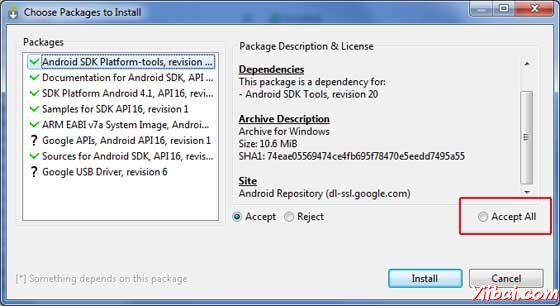 Choose Packages to Install
Packages
Android SDK Platform-tools, revision ...
Documentation for Android SDK, API ...
SDK Platform Android 4.1, API 16, revis...
Samples for SDK API 16, revision 1
ARM EABI v7a System Image, Androi...
Google APIs, Android API 16, revision 1
Sources for Android SDK, API 16, revis...
Google USB Driver, revision 6
Package Description & License
Dependencies
This package is a dependency for:
- Android SDK Tools, revision 20
Archive Description
Archive for Windows
Size: 10.6 MiB
SHA1: 74eae05569474ce4fb695f78470e5eedd7495a55
Site
Android Repository (dl-ssl.google.com)
Accept Reject Accept All
[*] Something depends on this package
Install Cancel
Yiibai.com